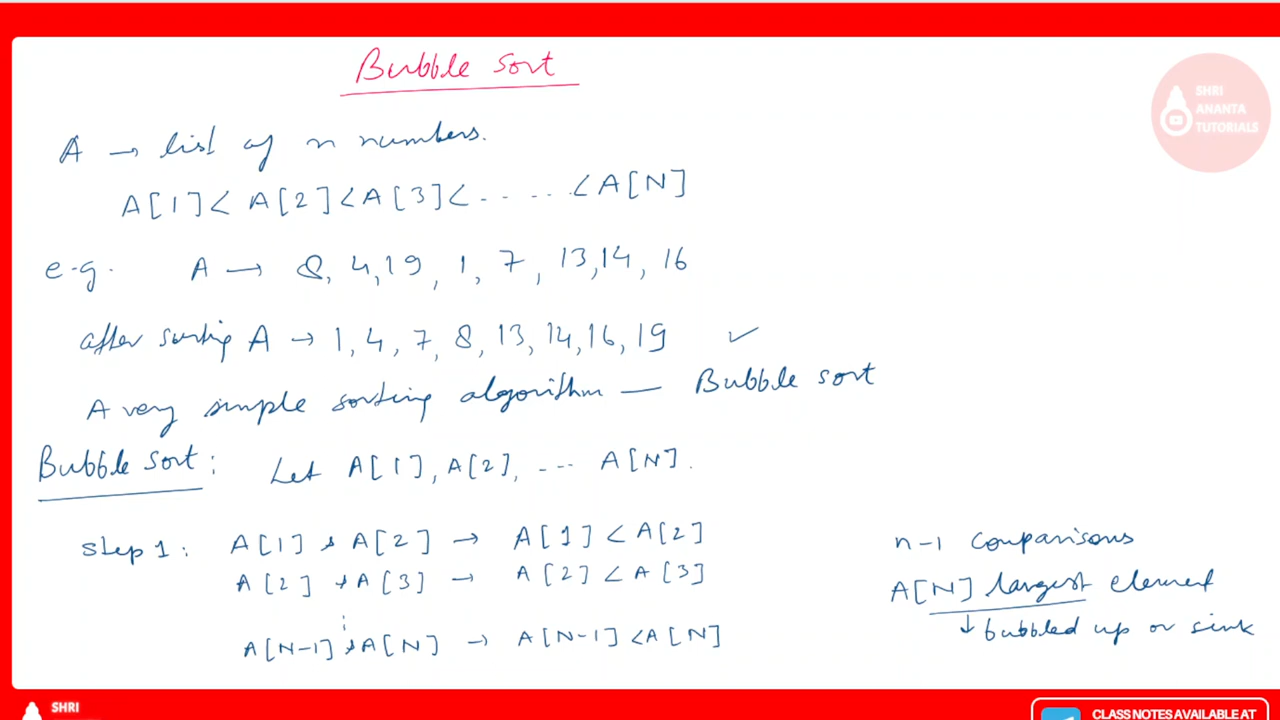 Bubble Sort
SHRI
ANANTA
TUTORIALS
A → list of n numbers.
A[1] < A[2] < A[3] < ..... < A[N]
e-g. A → 8, 4, 19, 1, 7, 13, 14, 16
after sorting A → 1, 4, 7, 8, 13, 14, 16, 19 ✓
A very simple sorting algorithm — Bubble sort
Bubble Sort: Let A[1], A[2], --- A[N].
Step 1: A[1] & A[2] → A[1] < A[2]
n-1 comparisons
A[2] & A[3] → A[2] < A[3]
A[N] largest element
↓ bubbled up or sink
A[N-1] & A[N] → A[N-1] < A[N]
SHRI
CLASS NOTES AVAILABLE AT